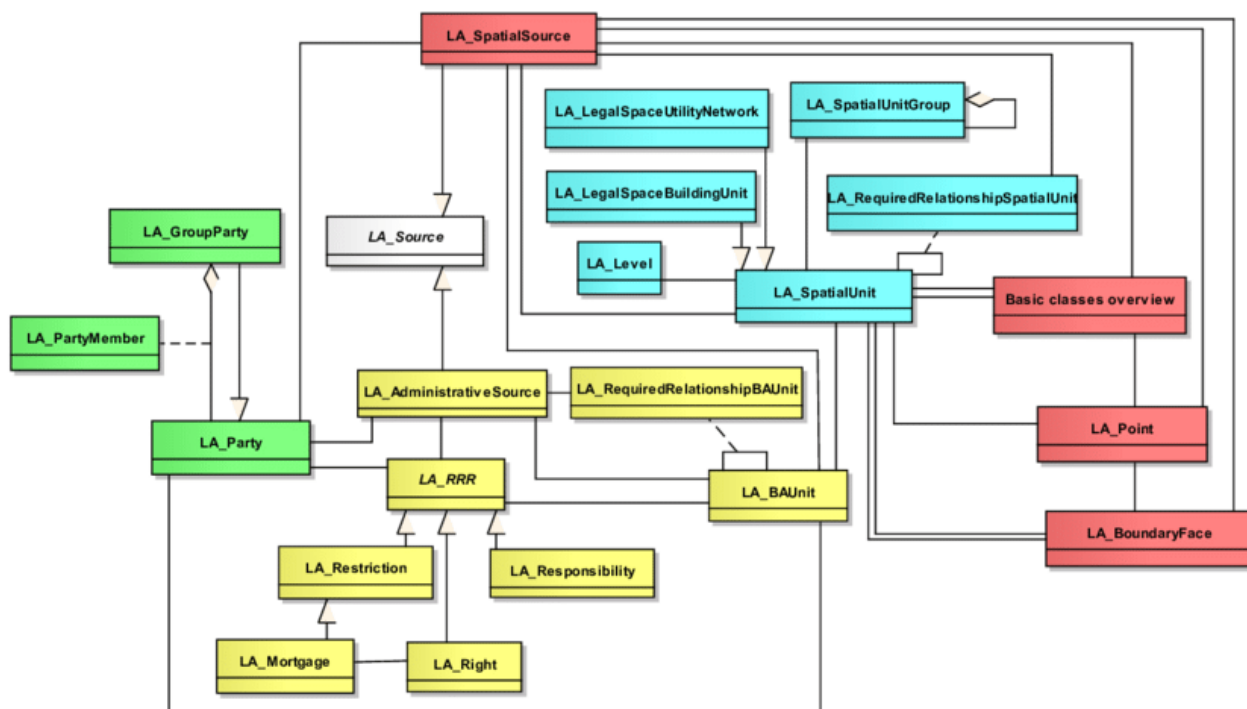 LA_SpatialSource
LA_LegalSpaceUtilityNetwork
LA_SpatialUnitGroup
LA_LegalSpaceBuildingUnit
LA_RequiredRelationshipSpatialUnit
LA_GroupParty
LA_Source
LA_Level
LA_SpatialUnit
Basic classes overview
LA_PartyMember
LA_AdministrativeSource
LA_RequiredRelationshipBAUnit
LA_Party
LA_Point
LA_RRR
LA_BAUnit
LA_BoundaryFace
LA_Restriction
LA_Responsibility
LA_Mortgage
LA_Right